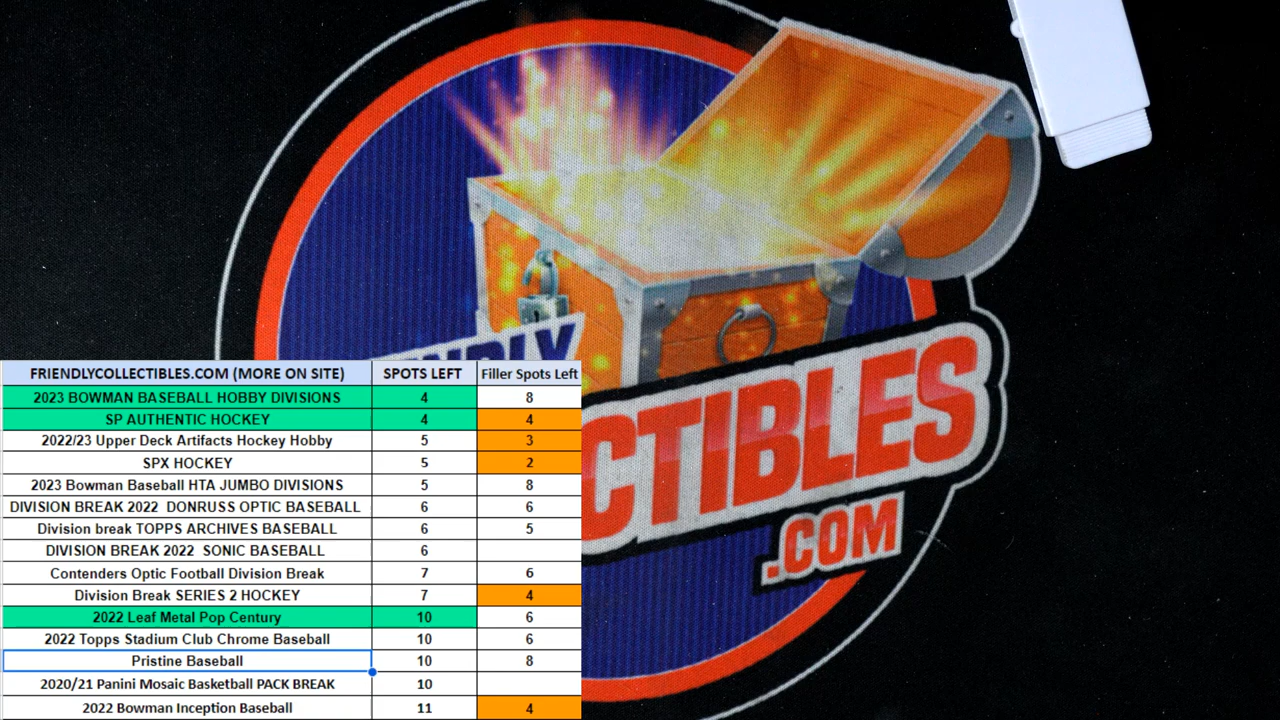 NDLY
CTIBLES
.COM
FRIENDLYCOLLECTIBLES.COM (MORE ON SITE) SPOTS LEFT Filler Spots Left
2023 BOWMAN BASEBALL HOBBY DIVISIONS 4 8
SP AUTHENTIC HOCKEY 4 4
2022/23 Upper Deck Artifacts Hockey Hobby 5 3
SPX HOCKEY 5 2
2023 Bowman Baseball HTA JUMBO DIVISIONS 5 8
DIVISION BREAK 2022 DONRUSS OPTIC BASEBALL 6 6
Division break TOPPS ARCHIVES BASEBALL 6 5
DIVISION BREAK 2022 SONIC BASEBALL 6
Contenders Optic Football Division Break 7 6
Division Break SERIES 2 HOCKEY 7 4
2022 Leaf Metal Pop Century 10 6
2022 Topps Stadium Club Chrome Baseball 10 6
Pristine Baseball 10 8
2020/21 Panini Mosaic Basketball PACK BREAK 10
2022 Bowman Inception Baseball 11 4